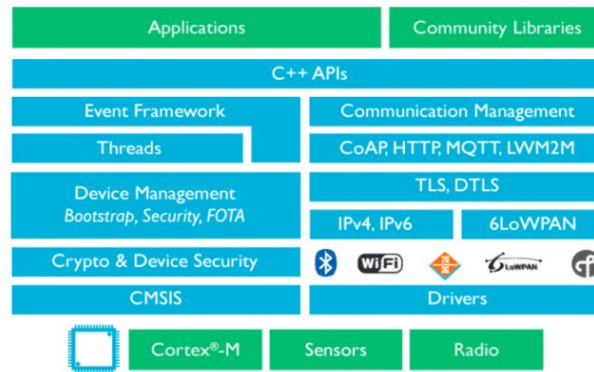 Applications
Community Libraries
C++ APIs
Event Framework
Communication Management
Threads
CoAP, HTTP, MQTT, LWM2M
Device Management
Bootstrap, Security, FOTA
TLS, DTLS
IPv4, IPv6
6LoWPAN
Crypto & Device Security
WiFi
6LoWPAN
CMSIS
Drivers
Cortex®-M
Sensors
Radio